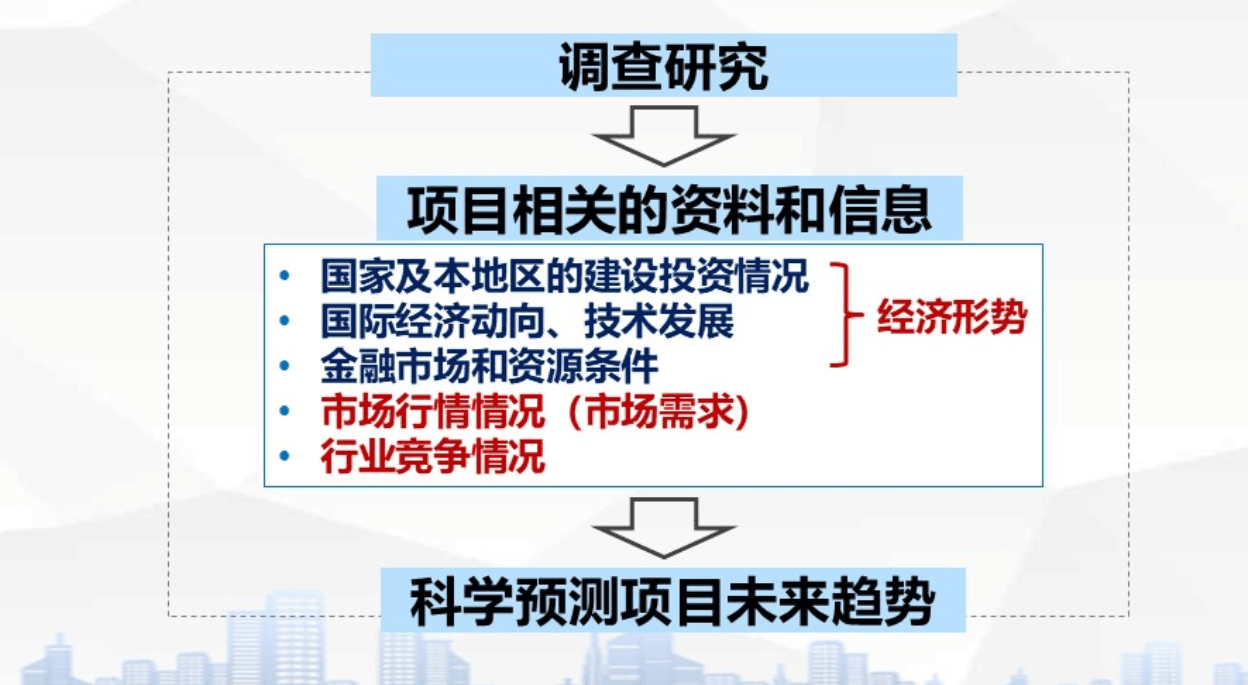 调查研究
项目相关的资料和信息
• 国家及本地区的建设投资情况
• 国际经济动向、技术发展
• 金融市场和资源条件
经济形势
• 市场行情情况（市场需求）
• 行业竞争情况
科学预测项目未来趋势